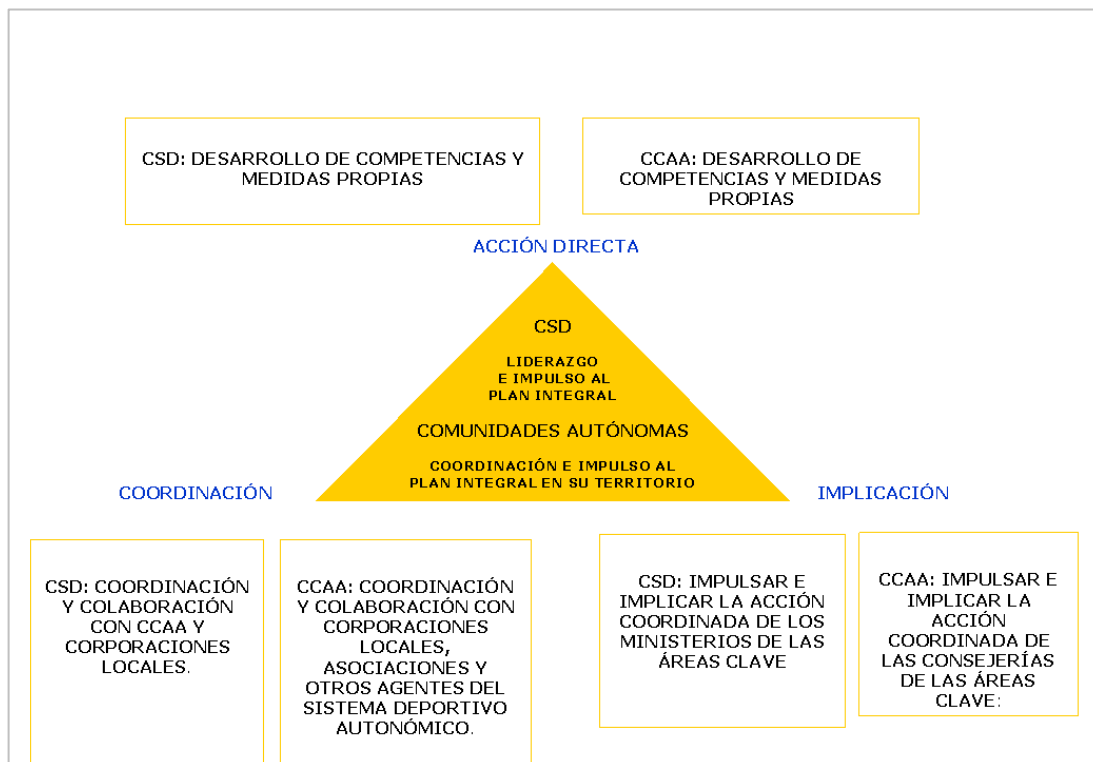 CSD: DESARROLLO DE COMPETENCIAS Y
MEDIDAS PROPIAS
CCAA: DESARROLLO DE
COMPETENCIAS Y MEDIDAS
PROPIAS
ACCIÓN DIRECTA
CSD
LIDERAZGO
E IMPULSO AL
PLAN INTEGRAL
COMUNIDADES AUTÓNOMAS
COORDINACIÓN E IMPULSO AL
PLAN INTEGRAL EN SU TERRITORIO
COORDINACIÓN
IMPLICACIÓN
CSD: COORDINACIÓN
Y COLABORACIÓN
CON CCAA Y
CORPORACIONES
LOCALES.
CCAA: COORDINACIÓN
Y COLABORACIÓN CON
CORPORACIONES
LOCALES,
ASOCIACIONES Y
OTROS AGENTES DEL
SISTEMA DEPORTIVO
AUTONÓMICO.
CSD: IMPULSAR E
IMPLICAR LA ACCIÓN
COORDINADA DE LOS
MINISTERIOS DE LAS
ÁREAS CLAVE
CCAA: IMPULSAR E
IMPLICAR LA
ACCIÓN
COORDINADA DE
LAS CONSEJERÍAS
DE LAS ÁREAS
CLAVE: